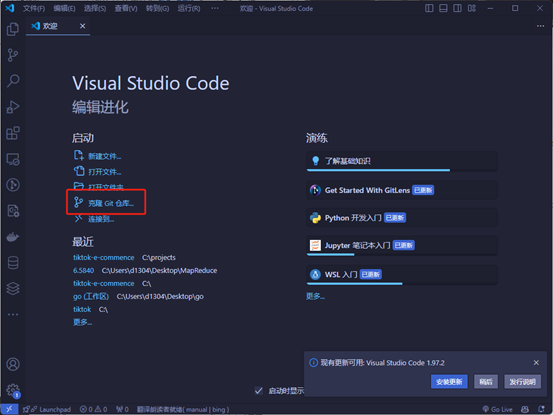 文件(F) 编辑(E) 选择(S) 查看(V) 转到(G) 运行(R) ··· 欢迎 - Visual Studio Code
欢迎
Visual Studio Code
编辑进化
启动
新建文件...
打开文件...
打开文件夹...
克隆 Git 仓库...
连接到...
最近
tiktok-e-commence C:\projects
6.5840 C:\Users\d1304\Desktop\MapReduce
tiktok-e-commence C:\
go (工作区) C:\Users\d1304\Desktop\go
tiktok C:\
更多...
演练
了解基础知识
Get Started With GitLens 已更新
Python 开发入门 已更新
Jupyter 笔记本入门 已更新
WSL 入门 已更新
更多...
现有更新可用: Visual Studio Code 1.97.2
安装更新 稍后 发行说明
启动时显示
1
Launchpad 0 0 0 翻译朗读者就绪( manual | bing ) Go Live